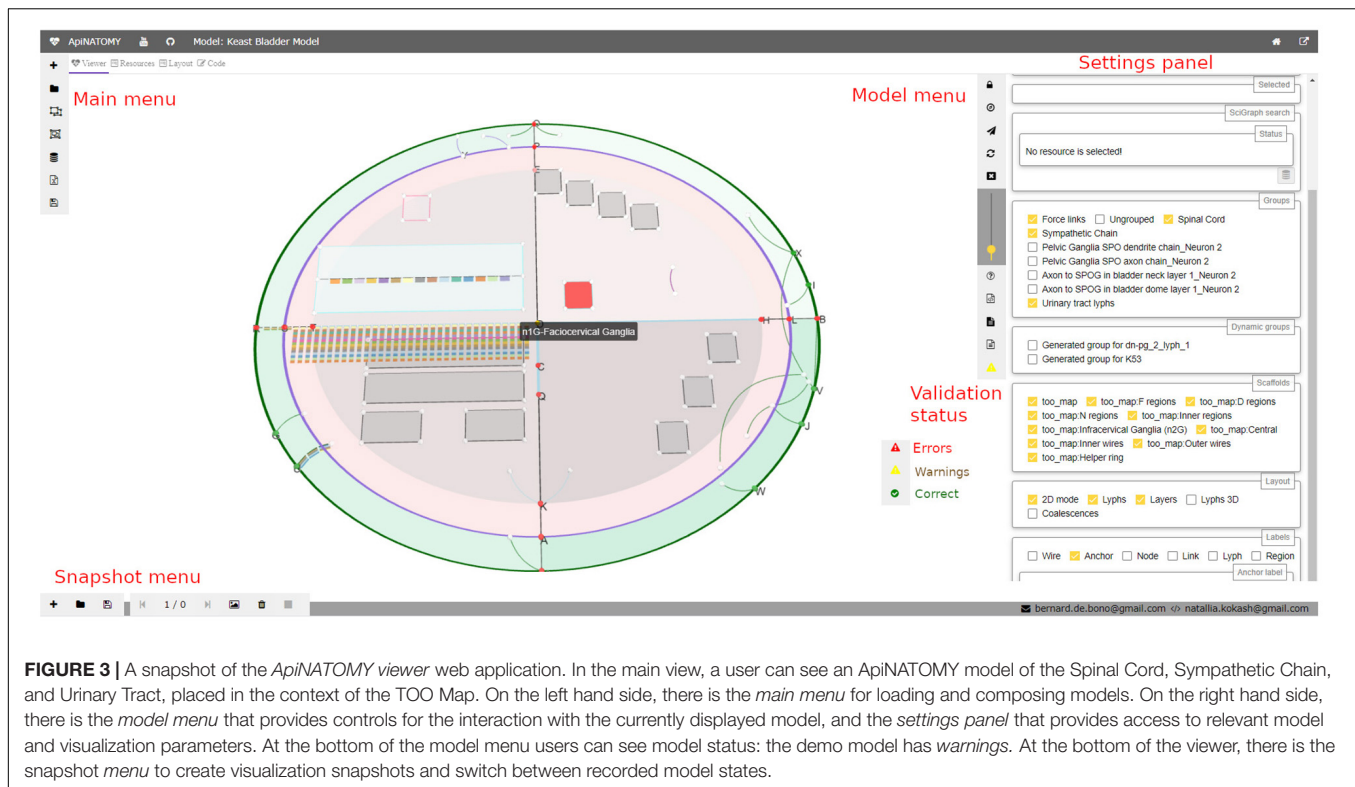 ApiNATOMY Model: Keast Bladder Model
Viewer Resources Layout Code
Main menu
Model menu
Settings panel
Selected
SciGraph search
Status
No resource is selected!
Groups
Force links Ungrouped Spinal Cord
Sympathetic Chain
Pelvic Ganglia SPO dendrite chain_Neuron 2
Pelvic Ganglia SPO axon chain_Neuron 2
Axon to SPOG in bladder neck layer 1_Neuron 2
Axon to SPOG in bladder dome layer 1_Neuron 2
Urinary tract lyphs
Dynamic groups
Generated group for dn-pg_2_lyph_1
Generated group for K53
Scaffolds
too_map too_map:F regions too_map:D regions
too_map:N regions too_map:Inner regions
too_map:Infracervical Ganglia (n2G) too_map:Central
too_map:Inner wires too_map:Outer wires
too_map:Helper ring
Layout
2D mode Lyphs Layers Lyphs 3D
Coalescences
Labels
Wire Anchor Node Link Lyph Region
Anchor label
X
I
H
L
B
n1G-Faciocervical Ganglia
C
Q
V
J
W
K
A
Validation
status
Errors
Warnings
Correct
Snapshot menu
1 / 0
bernard.de.bono@gmail.com </> natallia.kokash@gmail.com
FIGURE 3 | A snapshot of the ApiNATOMY viewer web application. In the main view, a user can see an ApiNATOMY model of the Spinal Cord, Sympathetic Chain,
and Urinary Tract, placed in the context of the TOO Map. On the left hand side, there is the main menu for loading and composing models. On the right hand side,
there is the model menu that provides controls for the interaction with the currently displayed model, and the settings panel that provides access to relevant model
and visualization parameters. At the bottom of the model menu users can see model status: the demo model has warnings. At the bottom of the viewer, there is the
snapshot menu to create visualization snapshots and switch between recorded model states.